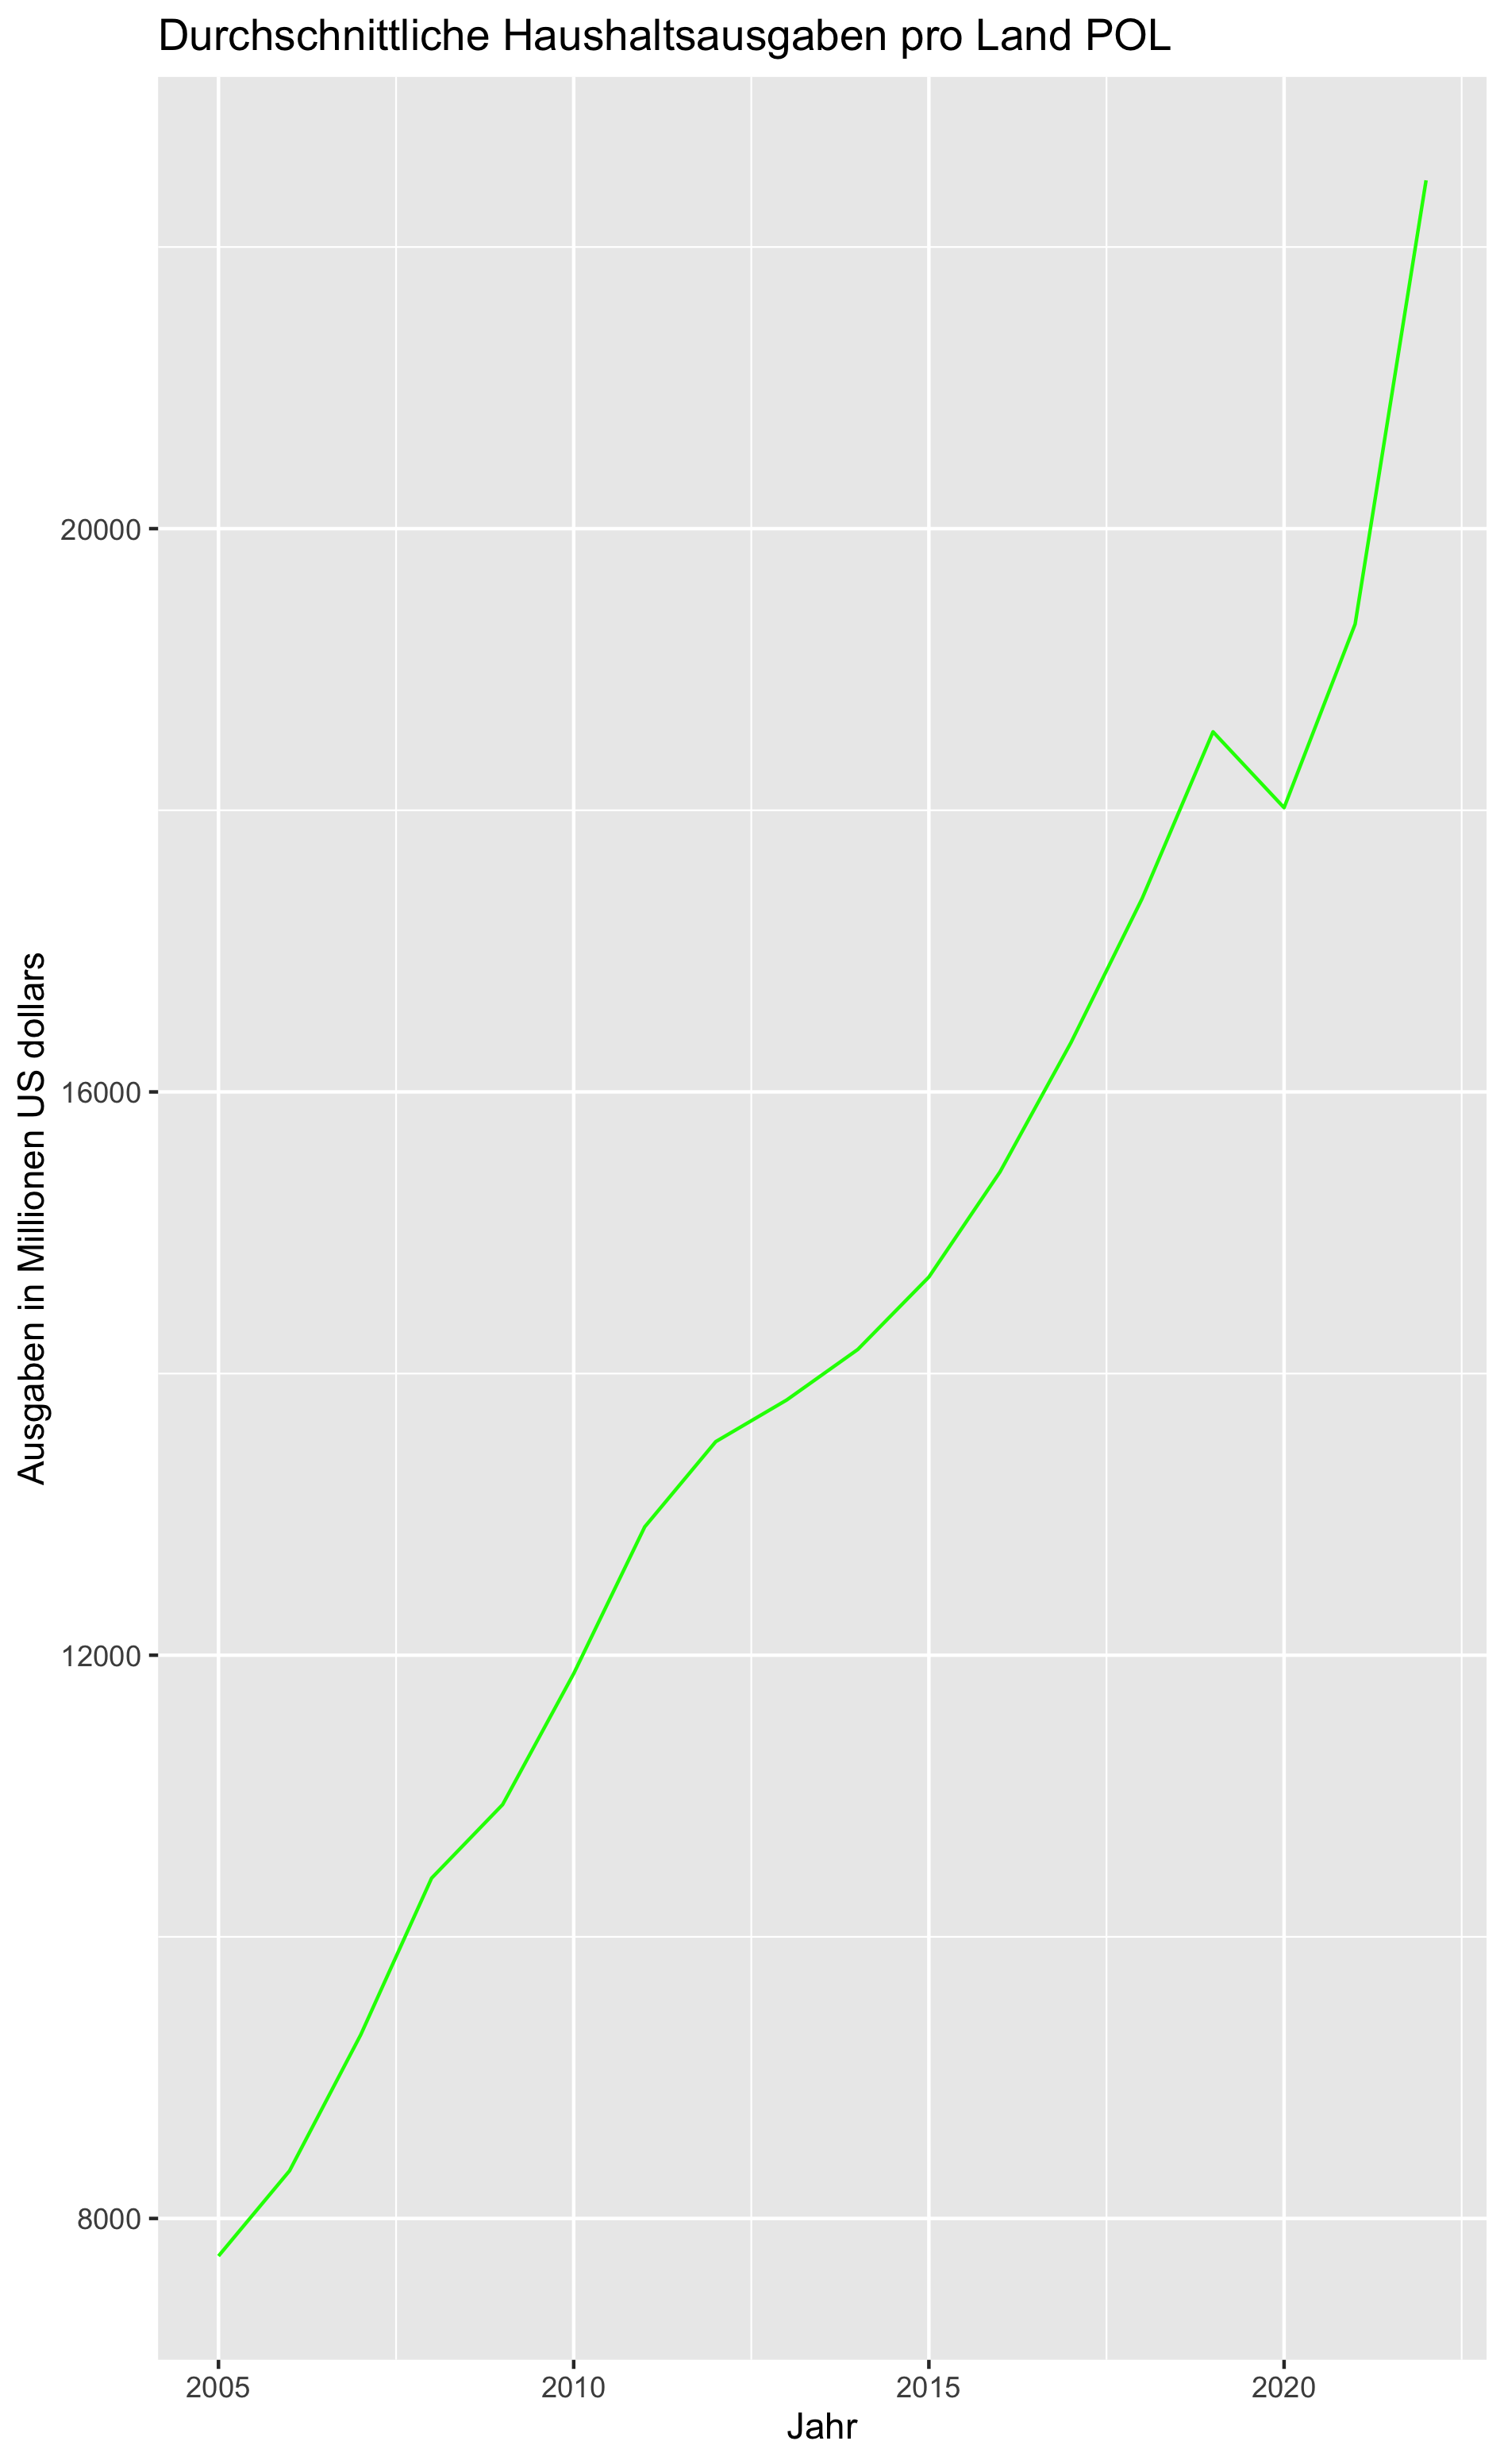 Durchschnittliche Haushaltsausgaben pro Land POL
Ausgaben in Millionen US dollars
20000
16000
12000
8000
2005 2010 2015 2020
Jahr